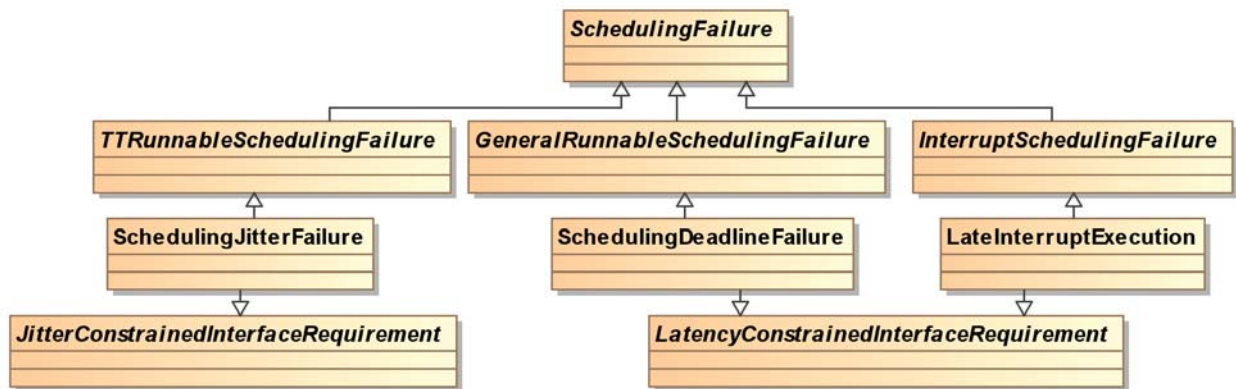 SchedulingFailure
TTRunnableSchedulingFailure
GeneralRunnableSchedulingFailure
InterruptSchedulingFailure
SchedulingJitterFailure
SchedulingDeadlineFailure
LateInterruptExecution
JitterConstrainedInterfaceRequirement
LatencyConstrainedInterfaceRequirement